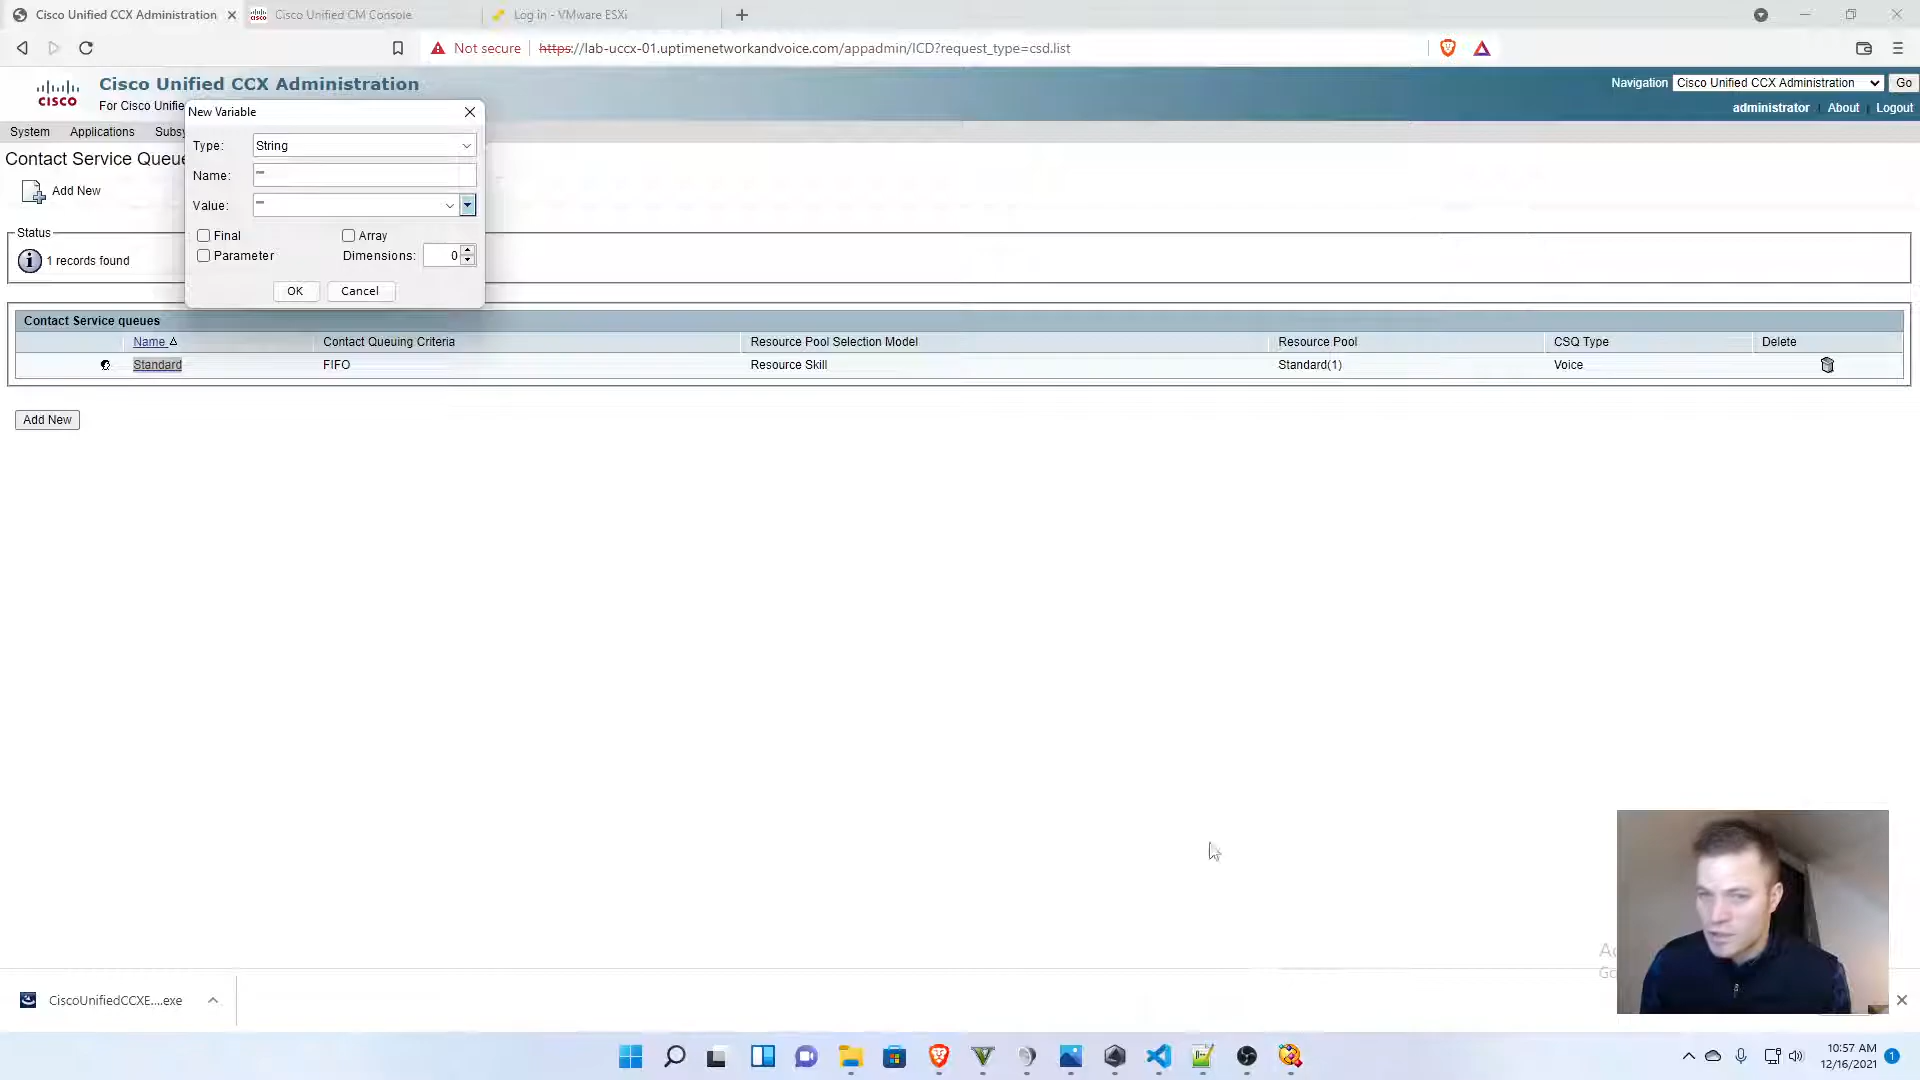 Cisco Unified CCX Administration
Cisco Unified CM Console
Log in - VMware ESXi
Not secure
https://lab-uccx-01.uptimenetworkandvoice.com/appadmin/ICD?request_type=csd.list
CISCO
Cisco Unified CCX Administration
For Cisco Unifie
Navigation Cisco Unified CCX Administration Go
administrator About Logout
System Applications Subsy
New Variable
Type: String
Name: ""
Value: ""
Final
Array
Parameter
Dimensions: 0
OK Cancel
Contact Service Queue
Add New
Status
1 records found
Contact Service queues
Name Contact Queuing Criteria Resource Pool Selection Model Resource Pool CSQ Type Delete
Standard FIFO Resource Skill Standard(1) Voice
Add New
CiscoUnifiedCCXE....exe
10:57 AM
12/16/2021
1